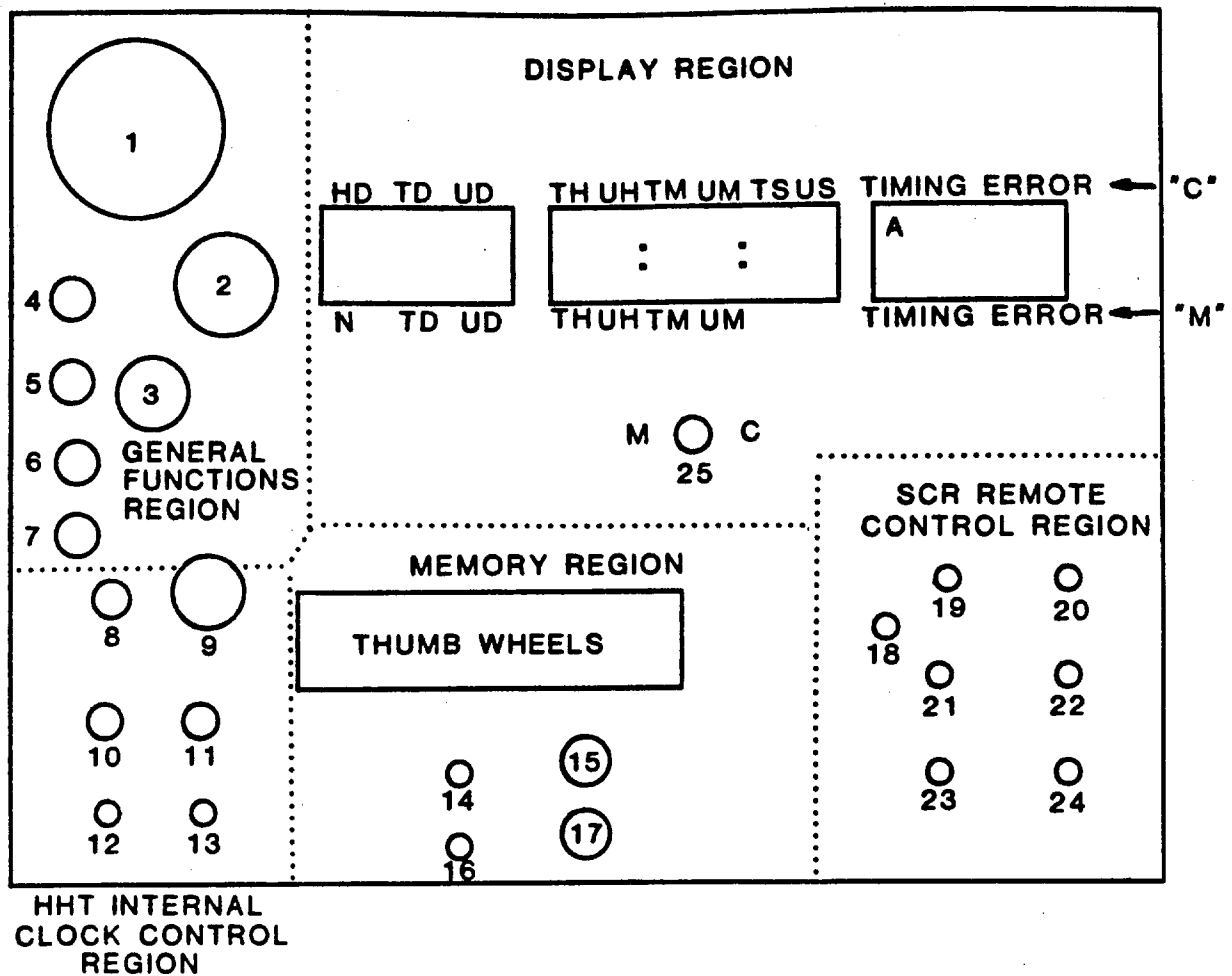 DISPLAY REGION
1
HD TD UD
TH UH TM UM TS US
TIMING ERROR
"C"
A
: :
2
4
N TD UD
TH UH TM UM
TIMING ERROR
"M"
5
3
M C
25
6
GENERAL
FUNCTIONS
REGION
7
SCR REMOTE
CONTROL REGION
MEMORY REGION
THUMB WHEELS
8
9
19
20
18
21
22
10
11
15
14
23
24
12
13
17
16
HHT INTERNAL
CLOCK CONTROL
REGION